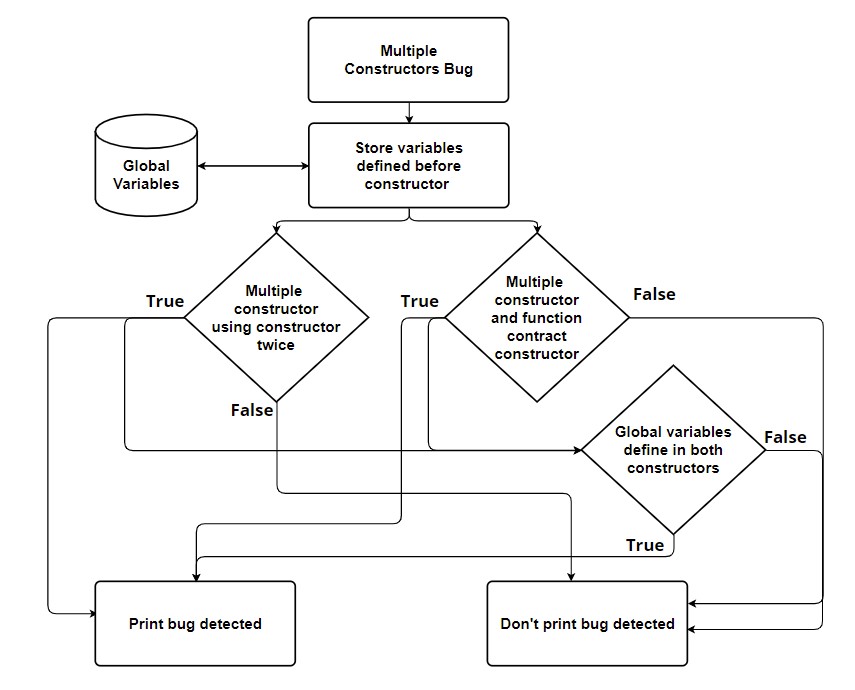 Multiple
Constructors Bug
Store variables
defined before
constructor
Global
Variables
True
Multiple
constructor
using constructor
twice
False
True
Multiple
constructor
and function
contract
constructor
False
Global variables
define in both
constructors
False
True
Print bug detected
Don't print bug detected